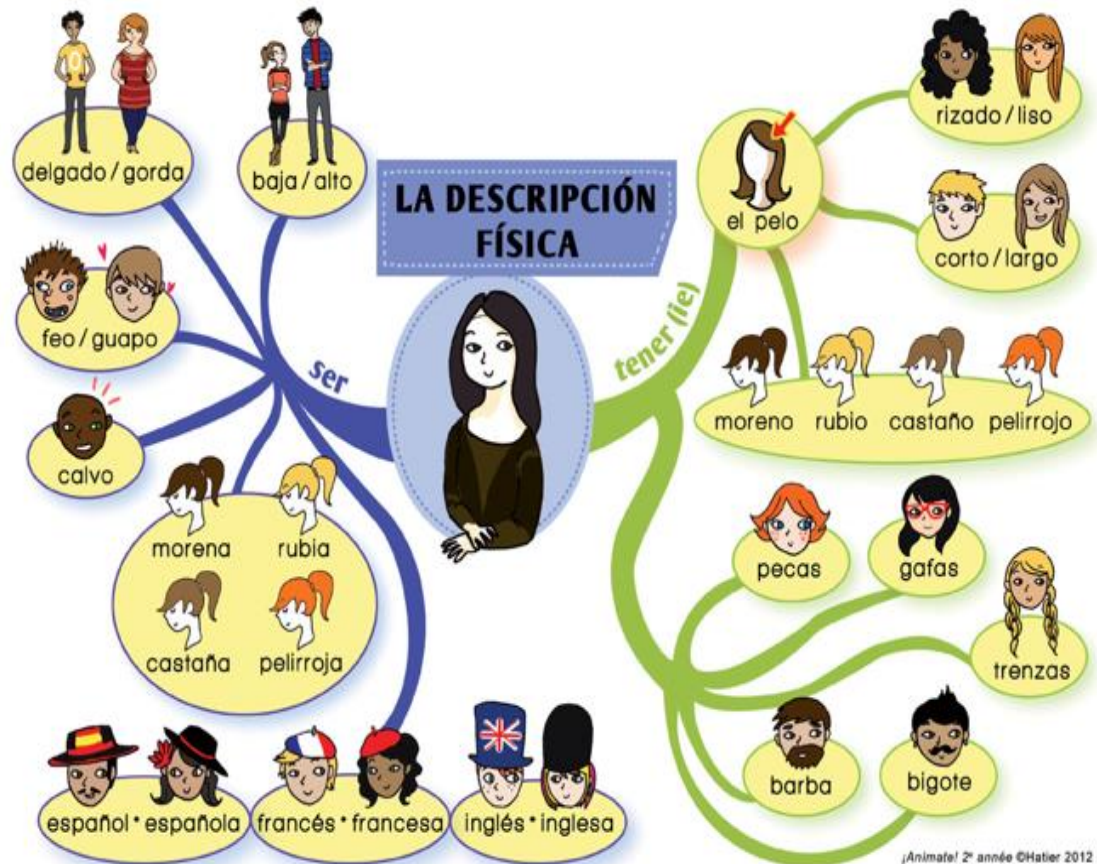 LA DESCRIPCIÓN
FÍSICA
ser
delgado / gorda
baja / alto
feo / guapo
calvo
morena rubia
castaña pelirroja
español • española
francés • francesa
inglés • inglesa
tener (ie)
el pelo
rizado / liso
corto / largo
moreno rubio castaño pelirrojo
pecas
gafas
trenzas
barba
bigote
¡Animate! 2e année ©Hatier 2012